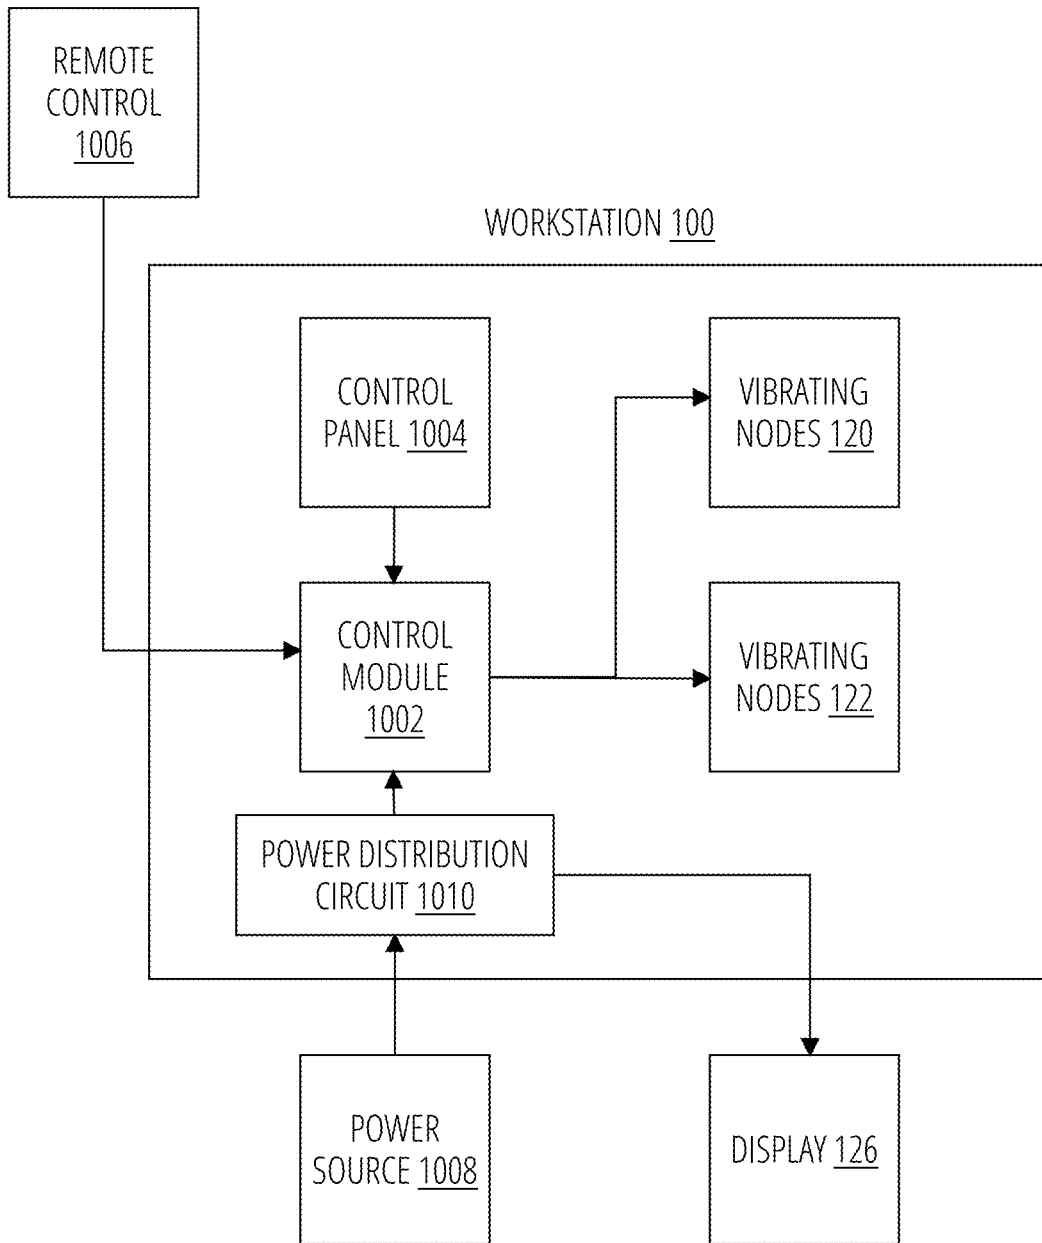 REMOTE
CONTROL
1006
WORKSTATION 100
CONTROL
PANEL 1004
VIBRATING
NODES 120
CONTROL
MODULE
1002
VIBRATING
NODES 122
POWER DISTRIBUTION
CIRCUIT 1010
POWER
SOURCE 1008
DISPLAY 126